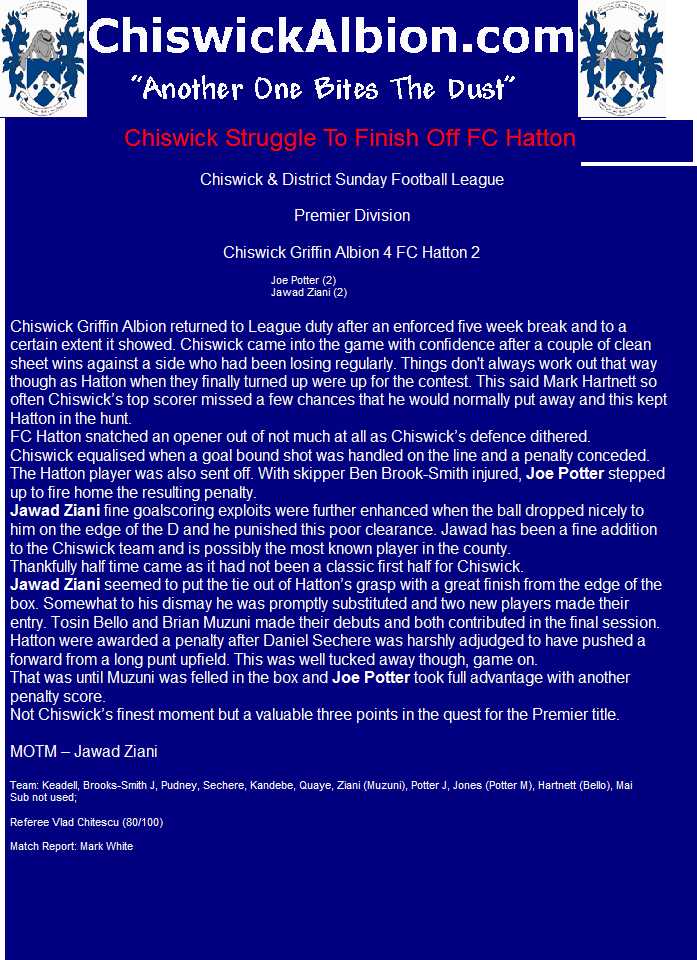 ChiswickAlbion.com
"Another One Bites The Dust"
Chiswick Struggle To Finish Off FC Hatton
Chiswick & District Sunday Football League
Premier Division
Chiswick Griffin Albion 4 FC Hatton 2
Joe Potter (2)
Jawad Ziani (2)
Chiswick Griffin Albion returned to League duty after an enforced five week break and to a
certain extent it showed. Chiswick came into the game with confidence after a couple of clean
sheet wins against a side who had been losing regularly. Things don't always work out that way
though as Hatton when they finally turned up were up for the contest. This said Mark Hartnett so
often Chiswick's top scorer missed a few chances that he would normally put away and this kept
Hatton in the hunt.
FC Hatton snatched an opener out of not much at all as Chiswick's defence dithered.
Chiswick equalised when a goal bound shot was handled on the line and a penalty conceded.
The Hatton player was also sent off. With skipper Ben Brook-Smith injured, Joe Potter stepped
up to fire home the resulting penalty.
Jawad Ziani fine goalscoring exploits were further enhanced when the ball dropped nicely to
him on the edge of the D and he punished this poor clearance. Jawad has been a fine addition
to the Chiswick team and is possibly the most known player in the county.
Thankfully half time came as it had not been a classic first half for Chiswick.
Jawad Ziani seemed to put the tie out of Hatton's grasp with a great finish from the edge of the
box. Somewhat to his dismay he was promptly substituted and two new players made their
entry. Tosin Bello and Brian Muzuni made their debuts and both contributed in the final session.
Hatton were awarded a penalty after Daniel Sechere was harshly adjudged to have pushed a
forward from a long punt upfield. This was well tucked away though, game on.
That was until Muzuni was felled in the box and Joe Potter took full advantage with another
penalty score.
Not Chiswick's finest moment but a valuable three points in the quest for the Premier title.
MOTM – Jawad Ziani
Team: Keadell, Brooks-Smith J, Pudney, Sechere, Kandebe, Quaye, Ziani (Muzuni), Potter J, Jones (Potter M), Hartnett (Bello), Mai
Sub not used;
Referee Vlad Chitescu (80/100)
Match Report: Mark White